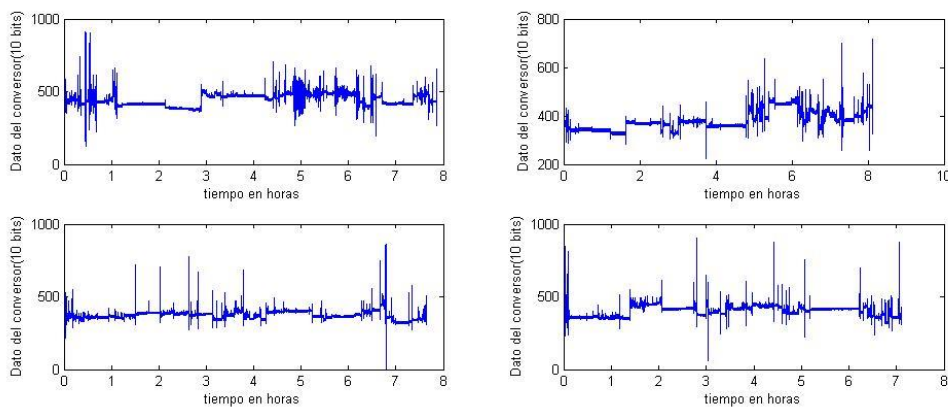 1000
500
0
Dato del conversor(10 bits)
0 1 2 3 4 5 6 7 8
tiempo en horas
800
600
400
200
Dato del conversor(10 bits)
0 2 4 6 8 10
tiempo en horas
1000
500
0
Dato del conversor(10 bits)
0 1 2 3 4 5 6 7 8
tiempo en horas
1000
500
0
Dato del conversor(10 bits)
0 1 2 3 4 5 6 7 8
tiempo en horas